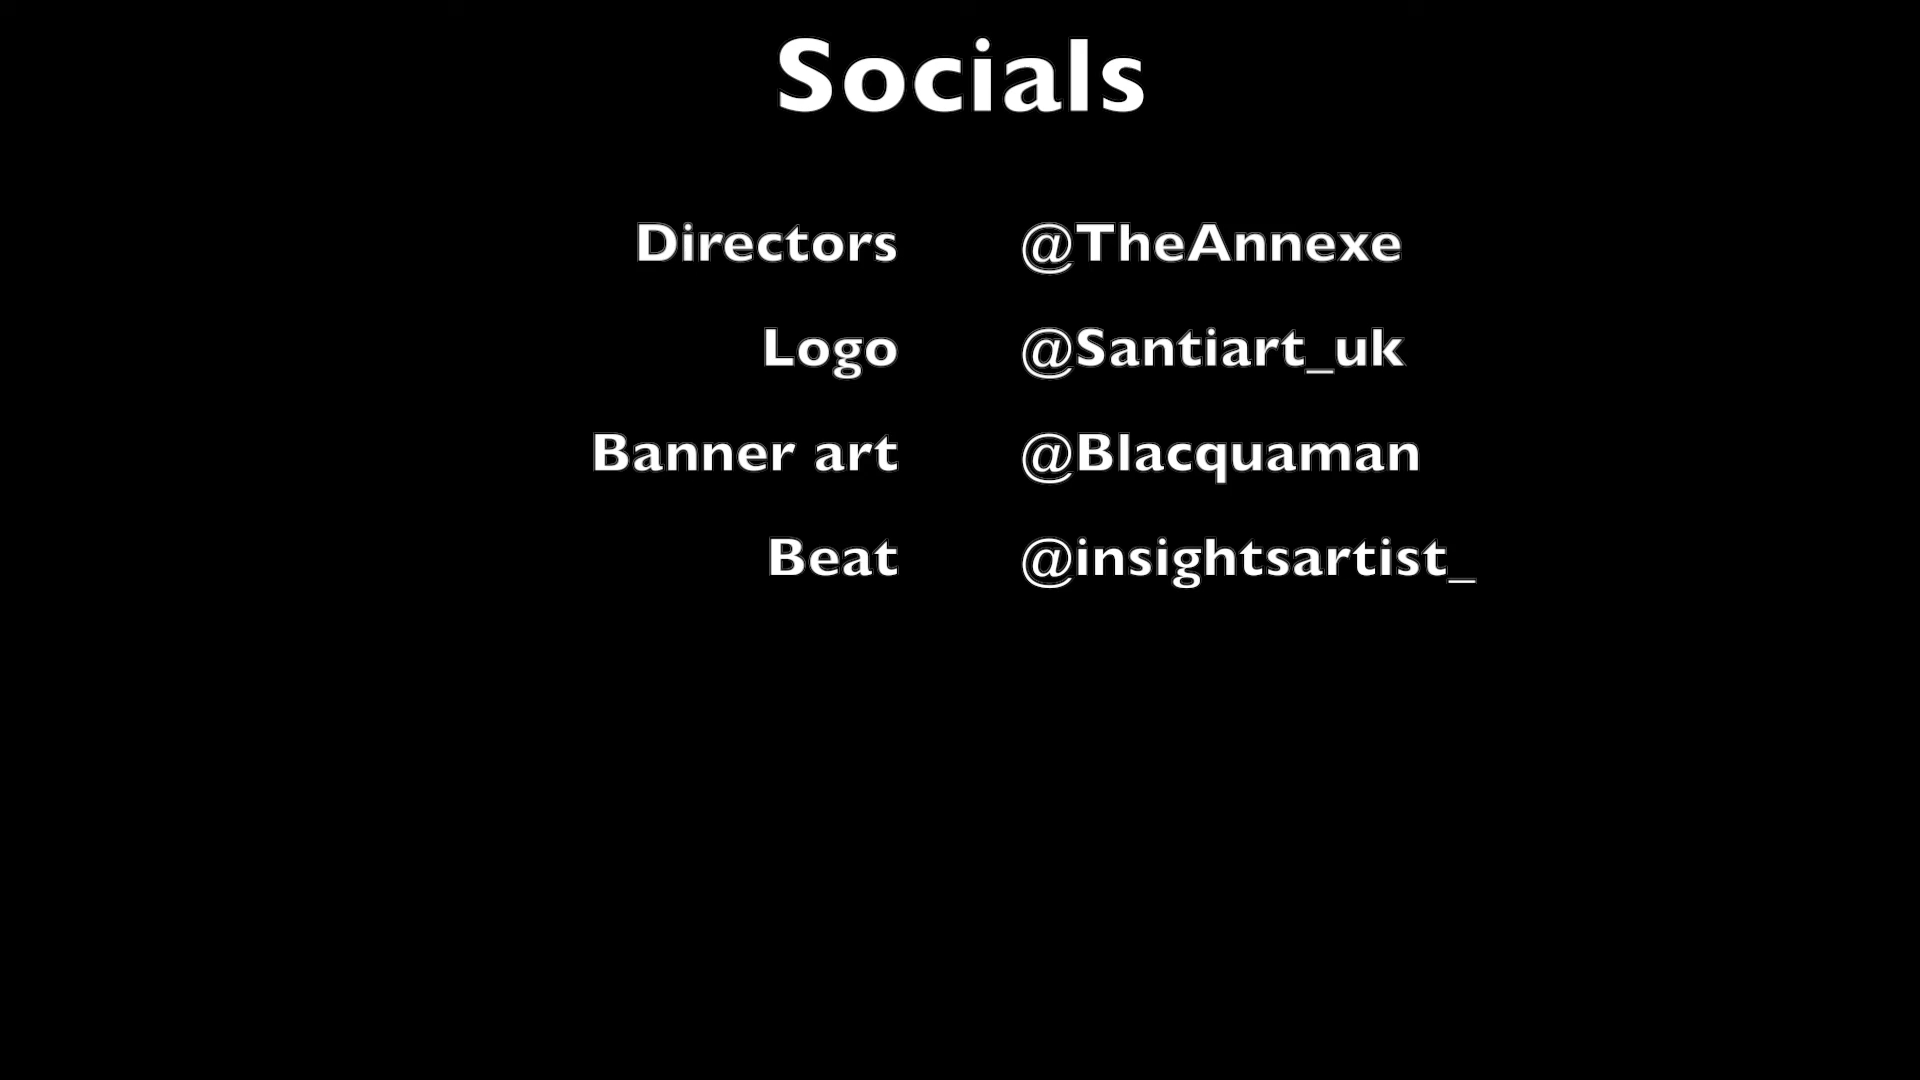 Socials
Directors @TheAnnexe
Logo @Santiart_uk
Banner art @Blacquaman
Beat @insightsartist_